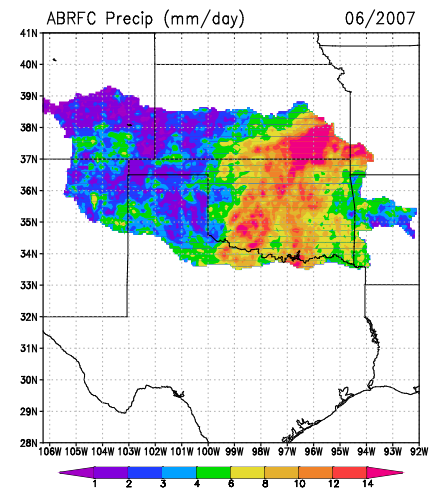 ABRFC Precip (mm/day) 06/2007
41N
40N
39N
38N
37N
36N
35N
34N
33N
32N
31N
30N
29N
28N
106W 105W 104W 103W 102W 101W 100W 99W 98W 97W 96W 95W 94W 93W 92W
1 2 3 4 6 8 10 12 14